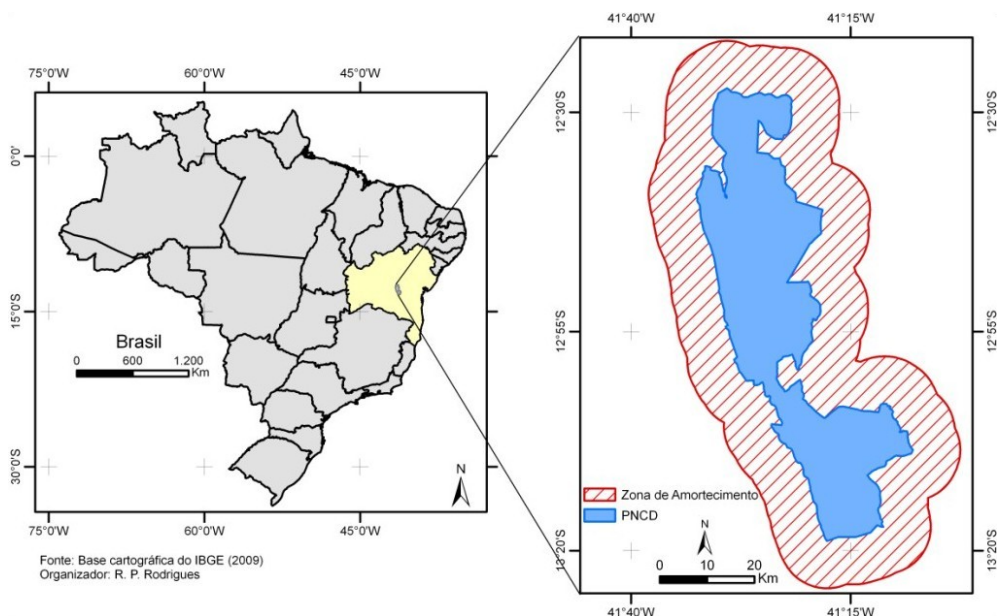 75°0'W 60°0'W 45°0'W
0°0'
15°0'S
30°0'S
Brasil
0 600 1.200
Km
N
75°0'W 60°0'W 45°0'W
Fonte: Base cartográfica do IBGE (2009)
Organizador: R. P. Rodrigues
41°40'W 41°15'W
12°30'S 12°30'S
12°55'S 12°55'S
13°20'S 13°20'S
Zona de Amortecimento
PNCD
N
0 10 20
Km
41°40'W 41°15'W